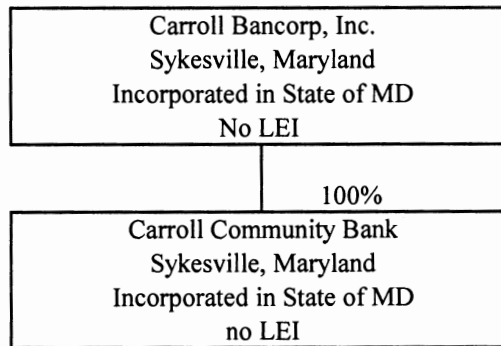 Carroll Bancorp, Inc.
Sykesville, Maryland
Incorporated in State of MD
No LEI
100%
Carroll Community Bank
Sykesville, Maryland
Incorporated in State of MD
no LEI